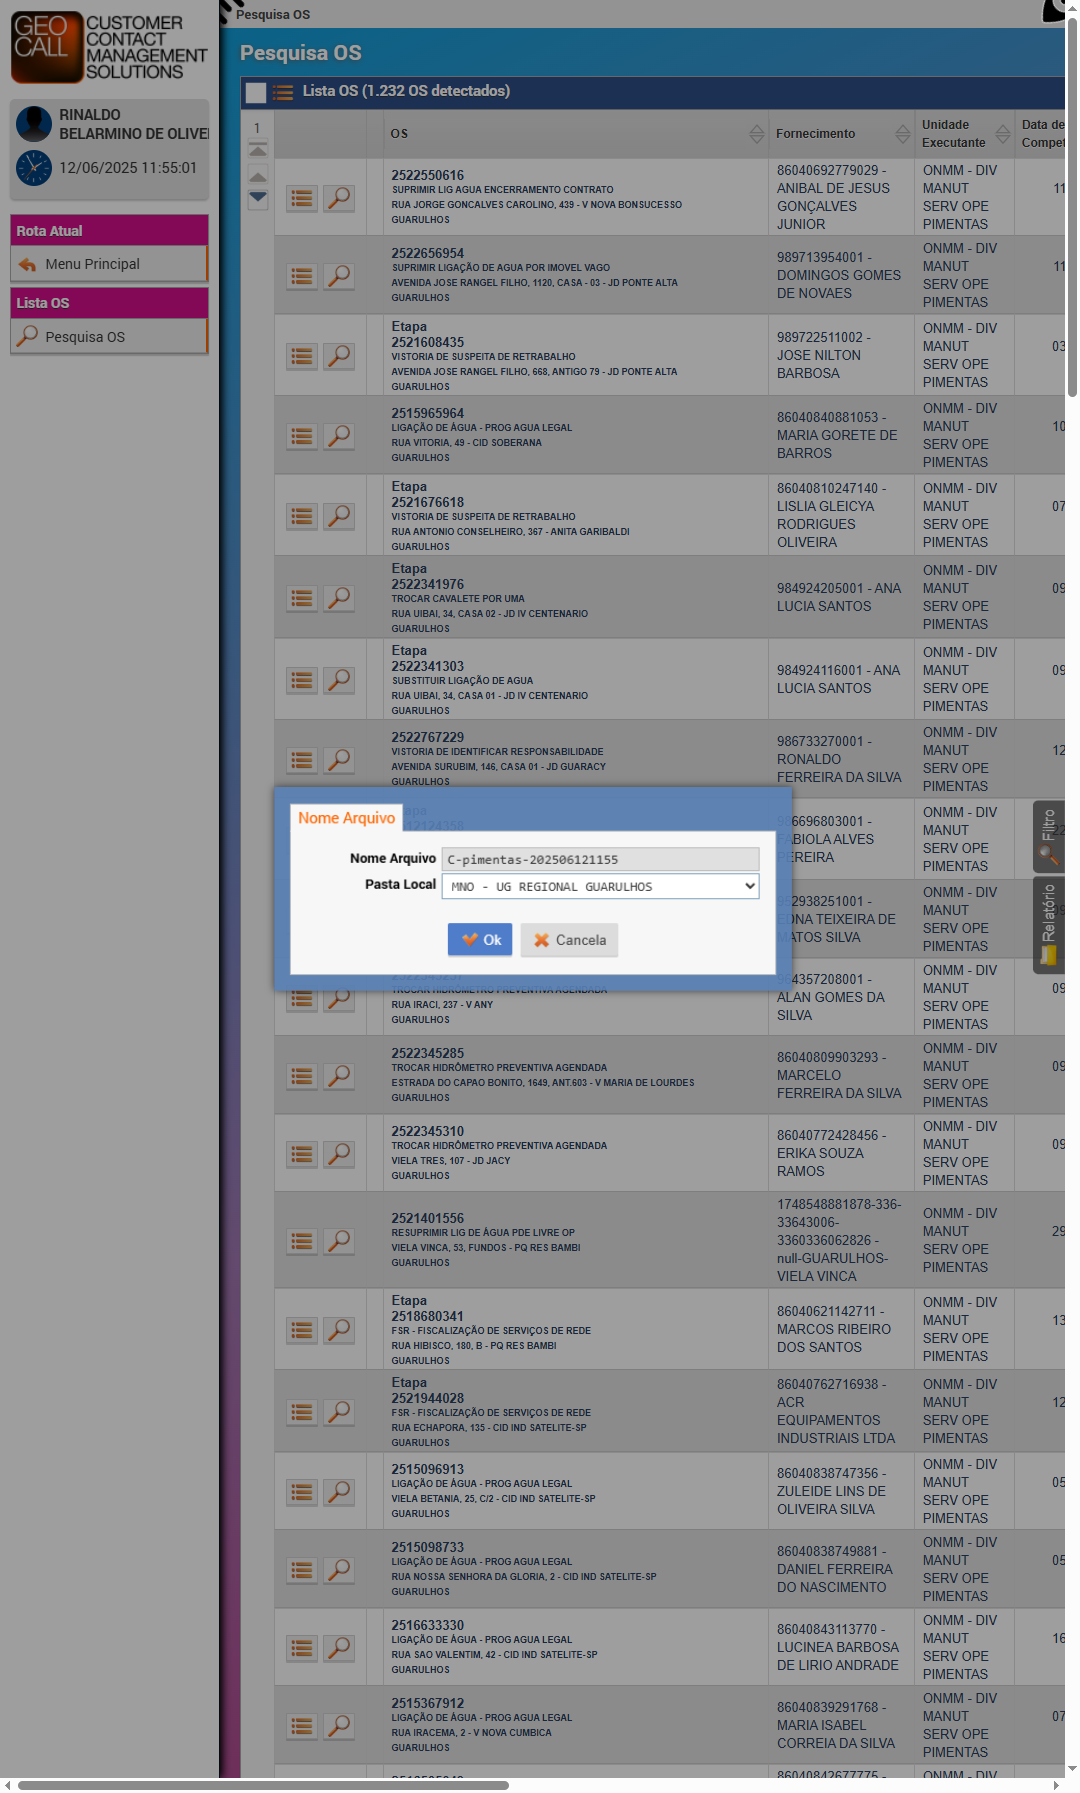 GEO
CALL
CUSTOMER
CONTACT
MANAGEMENT
SOLUTIONS
RINALDO
BELARMINO DE OLIVEI
12/06/2025 11:55:01
Rota Atual
Menu Principal
Lista OS
Pesquisa OS
Pesquisa OS
Pesquisa OS
Lista OS (1.232 OS detectados)
1
OS
Fornecimento
Unidade
Executante
Data de
Compet
2522550616
SUPRIMIR LIG AGUA ENCERRAMENTO CONTRATO
RUA JORGE GONCALVES CAROLINO, 439 - V NOVA BONSUCESSO
GUARULHOS
86040692779029 -
ANIBAL DE JESUS
GONÇALVES
JUNIOR
ONMM - DIV
MANUT
SERV OPE
PIMENTAS
11
2522656954
SUPRIMIR LIGAÇÃO DE AGUA POR IMOVEL VAGO
AVENIDA JOSE RANGEL FILHO, 1120, CASA - 03 - JD PONTE ALTA
GUARULHOS
989713954001 -
DOMINGOS GOMES
DE NOVAES
ONMM - DIV
MANUT
SERV OPE
PIMENTAS
11
Etapa
2521608435
VISTORIA DE SUSPEITA DE RETRABALHO
AVENIDA JOSE RANGEL FILHO, 668, ANTIGO 79 - JD PONTE ALTA
GUARULHOS
989722511002 -
JOSE NILTON
BARBOSA
ONMM - DIV
MANUT
SERV OPE
PIMENTAS
03
2515965964
LIGAÇÃO DE ÁGUA - PROG AGUA LEGAL
RUA VITORIA, 49 - CID SOBERANA
GUARULHOS
86040840881053 -
MARIA GORETE DE
BARROS
ONMM - DIV
MANUT
SERV OPE
PIMENTAS
10
Etapa
2521676618
VISTORIA DE SUSPEITA DE RETRABALHO
RUA ANTONIO CONSELHEIRO, 367 - ANITA GARIBALDI
GUARULHOS
86040810247140 -
LISLIA GLEICYA
RODRIGUES
OLIVEIRA
ONMM - DIV
MANUT
SERV OPE
PIMENTAS
07
Etapa
2522341976
TROCAR CAVALETE POR UMA
RUA UIBAI, 34, CASA 02 - JD IV CENTENARIO
GUARULHOS
984924205001 - ANA
LUCIA SANTOS
ONMM - DIV
MANUT
SERV OPE
PIMENTAS
09
Etapa
2522341303
SUBSTITUIR LIGAÇÃO DE AGUA
RUA UIBAI, 34, CASA 01 - JD IV CENTENARIO
GUARULHOS
984924116001 - ANA
LUCIA SANTOS
ONMM - DIV
MANUT
SERV OPE
PIMENTAS
09
2522767229
VISTORIA DE IDENTIFICAR RESPONSABILIDADE
AVENIDA SURUBIM, 146, CASA 01 - JD GUARACY
GUARULHOS
986733270001 -
RONALDO
FERREIRA DA SILVA
ONMM - DIV
MANUT
SERV OPE
PIMENTAS
12
Nome Arquivo
Nome Arquivo C-pimentas-202506121155
Pasta Local MNO - UG REGIONAL GUARULHOS
Ok
Cancela
FABIOLA ALVES
PEREIRA
ONMM - DIV
MANUT
SERV OPE
PIMENTAS
EDNA TEIXEIRA DE
MATOS SILVA
ONMM - DIV
MANUT
SERV OPE
PIMENTAS
Filtro
Relatório
TROCAR HIDRÔMETRO PREVENTIVA AGENDADA
RUA IRACI, 237 - V ANY
GUARULHOS
984357208001 -
ALAN GOMES DA
SILVA
ONMM - DIV
MANUT
SERV OPE
PIMENTAS
09
2522345285
TROCAR HIDRÔMETRO PREVENTIVA AGENDADA
ESTRADA DO CAPAO BONITO, 1649, ANT.603 - V MARIA DE LOURDES
GUARULHOS
86040809903293 -
MARCELO
FERREIRA DA SILVA
ONMM - DIV
MANUT
SERV OPE
PIMENTAS
09
2522345310
TROCAR HIDRÔMETRO PREVENTIVA AGENDADA
VIELA TRES, 107 - JD JACY
GUARULHOS
86040772428456 -
ERIKA SOUZA
RAMOS
ONMM - DIV
MANUT
SERV OPE
PIMENTAS
09
2521401556
RESUPRIMIR LIG DE ÁGUA PDE LIVRE OP
VIELA VINCA, 53, FUNDOS - PQ RES BAMBI
GUARULHOS
1748548881878-336-
33643006-
3360336062826 -
null-GUARULHOS-
VIELA VINCA
ONMM - DIV
MANUT
SERV OPE
PIMENTAS
29
Etapa
2518680341
FSR - FISCALIZAÇÃO DE SERVIÇOS DE REDE
RUA HIBISCO, 180, B - PQ RES BAMBI
GUARULHOS
86040621142711 -
MARCOS RIBEIRO
DOS SANTOS
ONMM - DIV
MANUT
SERV OPE
PIMENTAS
13
Etapa
2521944028
FSR - FISCALIZAÇÃO DE SERVIÇOS DE REDE
RUA ECHAPORA, 135 - CID IND SATELITE-SP
GUARULHOS
86040762716938 -
ACR
EQUIPAMENTOS
INDUSTRIAIS LTDA
ONMM - DIV
MANUT
SERV OPE
PIMENTAS
12
2515096913
LIGAÇÃO DE ÁGUA - PROG AGUA LEGAL
VIELA BETANIA, 25, C/2 - CID IND SATELITE-SP
GUARULHOS
86040838747356 -
ZULEIDE LINS DE
OLIVEIRA SILVA
ONMM - DIV
MANUT
SERV OPE
PIMENTAS
05
2515098733
LIGAÇÃO DE ÁGUA - PROG AGUA LEGAL
RUA NOSSA SENHORA DA GLORIA, 2 - CID IND SATELITE-SP
GUARULHOS
86040838749881 -
DANIEL FERREIRA
DO NASCIMENTO
ONMM - DIV
MANUT
SERV OPE
PIMENTAS
05
2516633330
LIGAÇÃO DE ÁGUA - PROG AGUA LEGAL
RUA SAO VALENTIM, 42 - CID IND SATELITE-SP
GUARULHOS
86040843113770 -
LUCINEA BARBOSA
DE LIRIO ANDRADE
ONMM - DIV
MANUT
SERV OPE
PIMENTAS
16
2515367912
LIGAÇÃO DE ÁGUA - PROG AGUA LEGAL
RUA IRACEMA, 2 - V NOVA CUMBICA
GUARULHOS
86040839291768 -
MARIA ISABEL
CORREIA DA SILVA
ONMM - DIV
MANUT
SERV OPE
PIMENTAS
07
86040842677775 -
ONMM - DIV